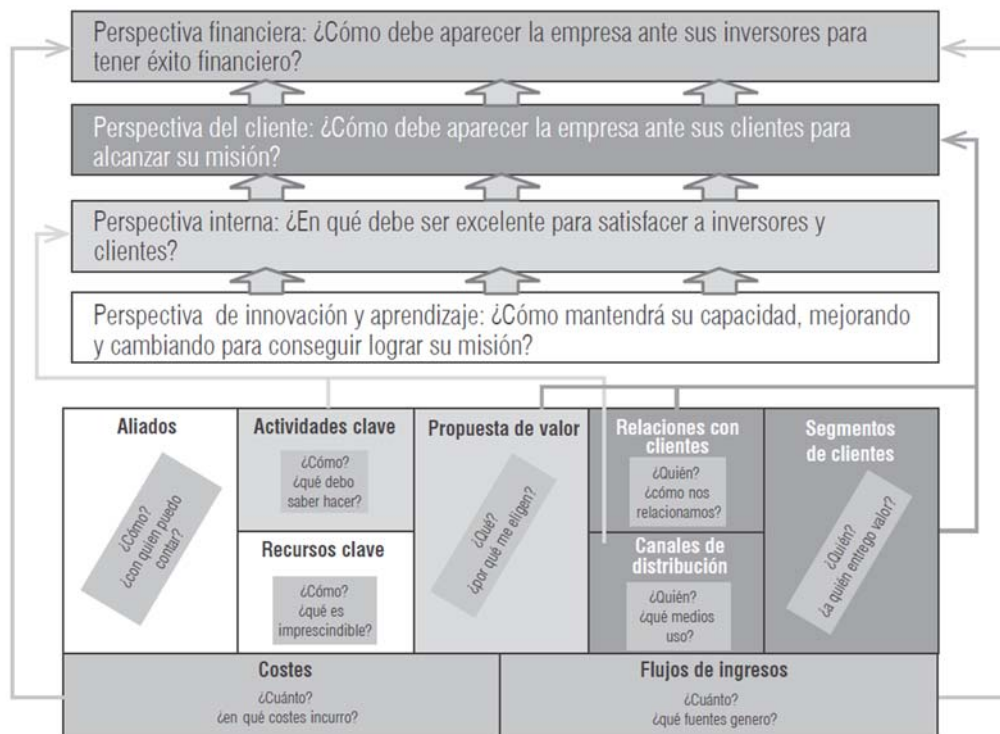 Perspectiva financiera: ¿Cómo debe aparecer la empresa ante sus inversores para
tener éxito financiero?
Perspectiva del cliente: ¿Cómo debe aparecer la empresa ante sus clientes para
alcanzar su misión?
Perspectiva interna: ¿En qué debe ser excelente para satisfacer a inversores y
clientes?
Perspectiva de innovación y aprendizaje: ¿Cómo mantendrá su capacidad, mejorando
y cambiando para conseguir lograr su misión?
Aliados
¿Cómo?
¿con quien puedo
contar?
Actividades clave
¿Cómo?
¿qué debo
saber hacer?
Recursos clave
¿Cómo?
¿qué es
imprescindible?
Propuesta de valor
¿Qué?
¿por qué me eligen?
Relaciones con
clientes
¿Quién?
¿cómo nos
relacionamos?
Canales de
distribución
¿Quién?
¿qué medios
uso?
Segmentos
de clientes
¿Quién?
¿a quién entrego valor?
Costes
¿Cuánto?
¿en qué costes incurro?
Flujos de ingresos
¿Cuánto?
¿qué fuentes genero?